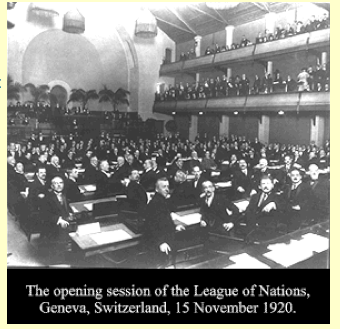 The opening session of the League of Nations,
Geneva, Switzerland, 15 November 1920.